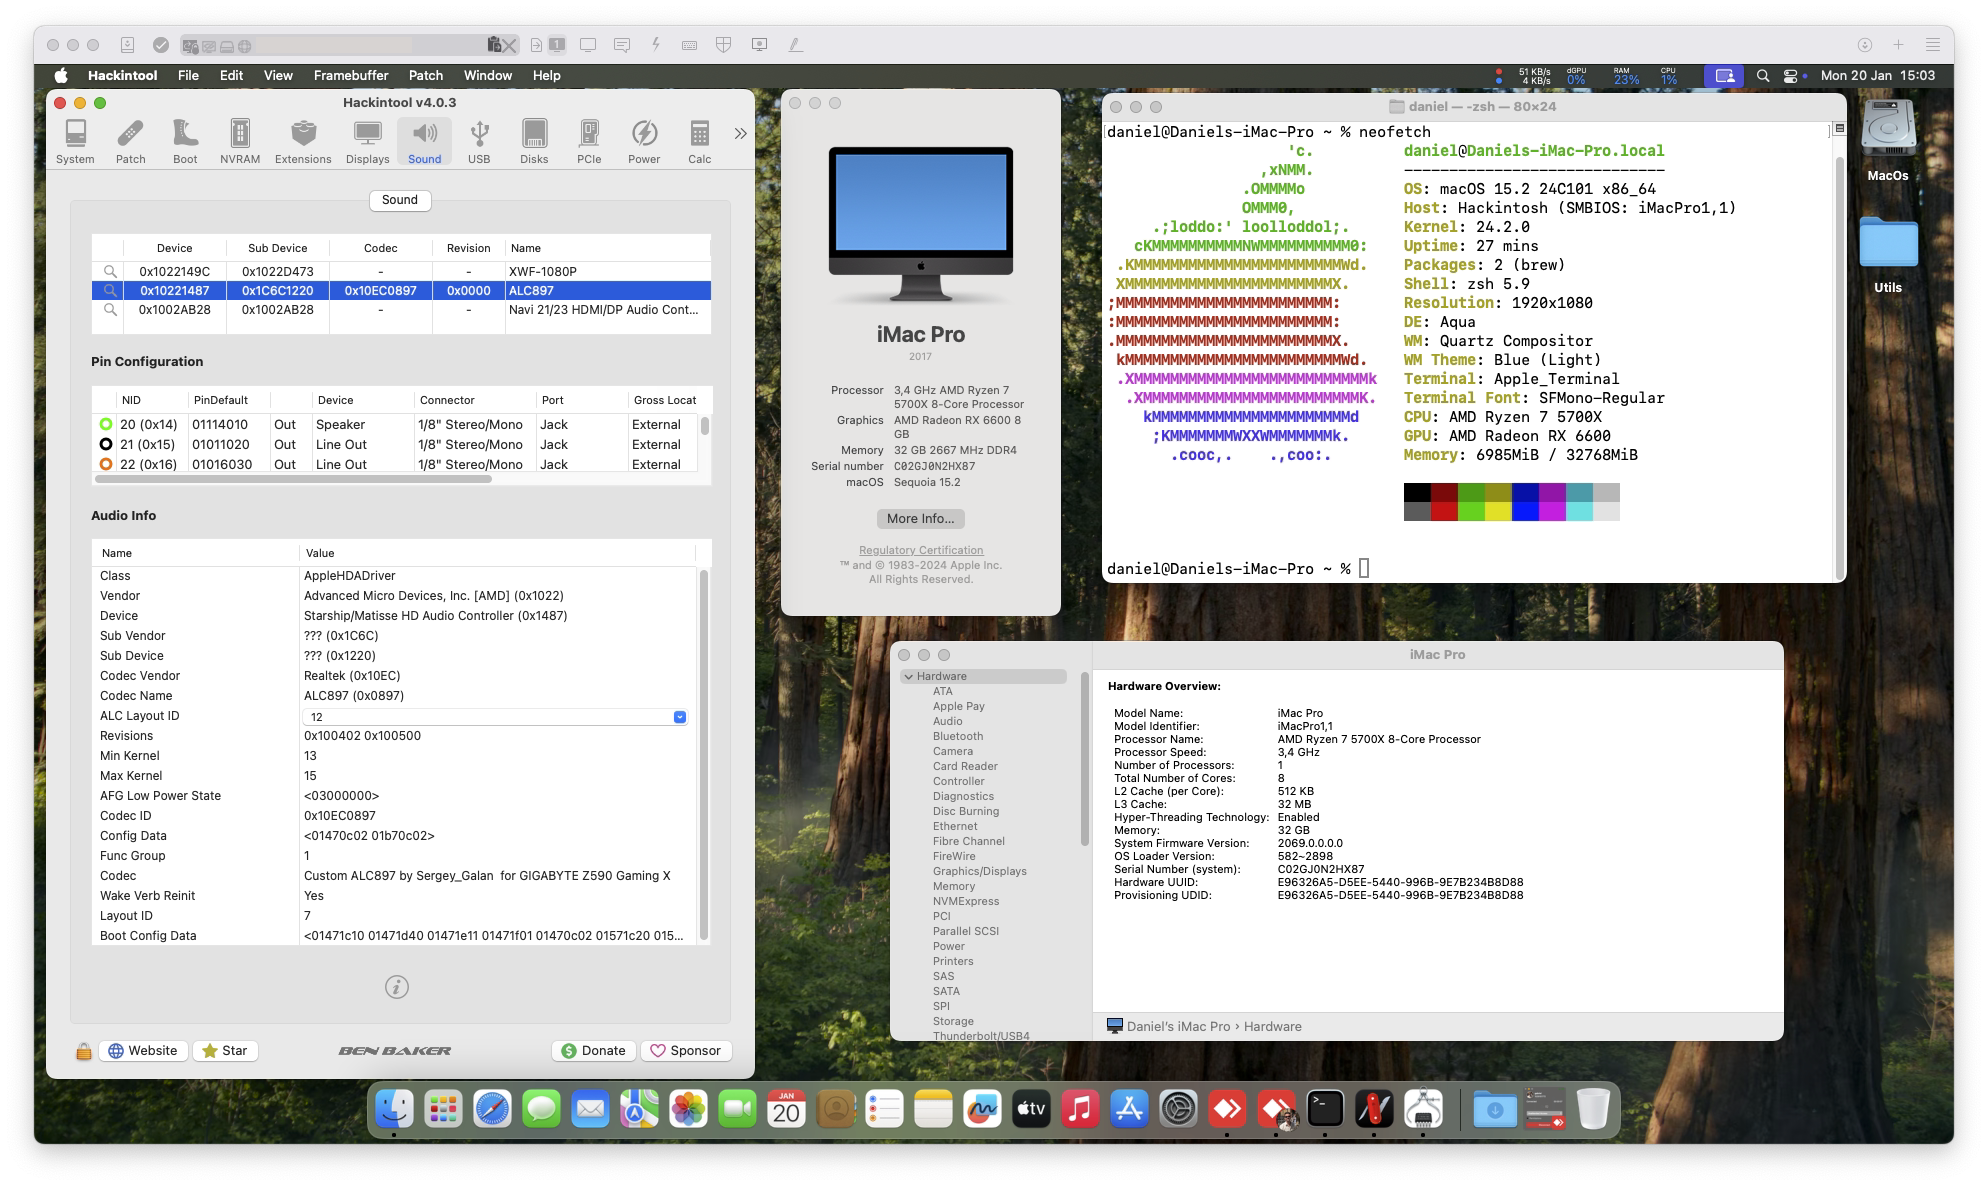 1
Hackintool File Edit View Framebuffer Patch Window Help
51 KB/s 4 KB/s dGPU 0% RAM 23% CPU 1% Mon 20 Jan 15:03
Hackintool v4.0.3
System Patch Boot NVRAM Extensions Displays Sound USB Disks PCIe Power Calc
Sound
Device Sub Device Codec Revision Name
0x1022149C 0x1022D473 - - XWF-1080P
0x10221487 0x1C6C1220 0x10EC0897 0x0000 ALC897
0x1002AB28 0x1002AB28 - - Navi 21/23 HDMI/DP Audio Cont...
Pin Configuration
NID PinDefault Device Connector Port Gross Locat
20 (0x14) 01114010 Out Speaker 1/8" Stereo/Mono Jack External
21 (0x15) 01011020 Out Line Out 1/8" Stereo/Mono Jack External
22 (0x16) 01016030 Out Line Out 1/8" Stereo/Mono Jack External
Audio Info
Name Value
Class AppleHDADriver
Vendor Advanced Micro Devices, Inc. [AMD] (0x1022)
Device Starship/Matisse HD Audio Controller (0x1487)
Sub Vendor ??? (0x1C6C)
Sub Device ??? (0x1220)
Codec Vendor Realtek (0x10EC)
Codec Name ALC897 (0x0897)
ALC Layout ID 12
Revisions 0x100402 0x100500
Min Kernel 13
Max Kernel 15
AFG Low Power State <03000000>
Codec ID 0x10EC0897
Config Data <01470c02 01b70c02>
Func Group 1
Codec Custom ALC897 by Sergey_Galan for GIGABYTE Z590 Gaming X
Wake Verb Reinit Yes
Layout ID 7
Boot Config Data <01471c10 01471d40 01471e11 01471f01 01470c02 01571c20 015...
Website Star BEN BAKER Donate Sponsor
iMac Pro
2017
Processor 3,4 GHz AMD Ryzen 7
5700X 8-Core Processor
Graphics AMD Radeon RX 6600 8
GB
Memory 32 GB 2667 MHz DDR4
Serial number C02GJ0N2HX87
macOS Sequoia 15.2
More Info...
Regulatory Certification
™ and © 1983-2024 Apple Inc.
All Rights Reserved.
daniel — -zsh — 80×24
daniel@Daniels-iMac-Pro ~ % neofetch
'c. daniel@Daniels-iMac-Pro.local
,xNMM. -----------------------------
.OMMMMo OS: macOS 15.2 24C101 x86_64
OMMM0, Host: Hackintosh (SMBIOS: iMacPro1,1)
.;loddo:' loolloddol;. Kernel: 24.2.0
cKMMMMMMMMMMNWMMMMMMMMMM0: Uptime: 27 mins
.KMMMMMMMMMMMMMMMMMMMMMMMWd. Packages: 2 (brew)
XMMMMMMMMMMMMMMMMMMMMMMMX. Shell: zsh 5.9
;MMMMMMMMMMMMMMMMMMMMMMMM: Resolution: 1920x1080
:MMMMMMMMMMMMMMMMMMMMMMMM: DE: Aqua
.MMMMMMMMMMMMMMMMMMMMMMMMX. WM: Quartz Compositor
kMMMMMMMMMMMMMMMMMMMMMMMMWd. WM Theme: Blue (Light)
.XMMMMMMMMMMMMMMMMMMMMMMMMMMk Terminal: Apple_Terminal
.XMMMMMMMMMMMMMMMMMMMMMMMMK. Terminal Font: SFMono-Regular
kMMMMMMMMMMMMMMMMMMMMMMd CPU: AMD Ryzen 7 5700X
;KMMMMMMMWXXWMMMMMMMk. GPU: AMD Radeon RX 6600
.cooc,. .,coo:. Memory: 6985MiB / 32768MiB
daniel@Daniels-iMac-Pro ~ %
MacOs
Utils
iMac Pro
Hardware
ATA
Apple Pay
Audio
Bluetooth
Camera
Card Reader
Controller
Diagnostics
Disc Burning
Ethernet
Fibre Channel
FireWire
Graphics/Displays
Memory
NVMExpress
PCI
Parallel SCSI
Power
Printers
SAS
SATA
SPI
Storage
Thunderbolt/USB4
Hardware Overview:
Model Name: iMac Pro
Model Identifier: iMacPro1,1
Processor Name: AMD Ryzen 7 5700X 8-Core Processor
Processor Speed: 3,4 GHz
Number of Processors: 1
Total Number of Cores: 8
L2 Cache (per Core): 512 KB
L3 Cache: 32 MB
Hyper-Threading Technology: Enabled
Memory: 32 GB
System Firmware Version: 2069.0.0.0.0
OS Loader Version: 582~2898
Serial Number (system): C02GJ0N2HX87
Hardware UUID: E96326A5-D5EE-5440-996B-9E7B234B8D88
Provisioning UDID: E96326A5-D5EE-5440-996B-9E7B234B8D88
Daniel's iMac Pro › Hardware
JAN
20
tv